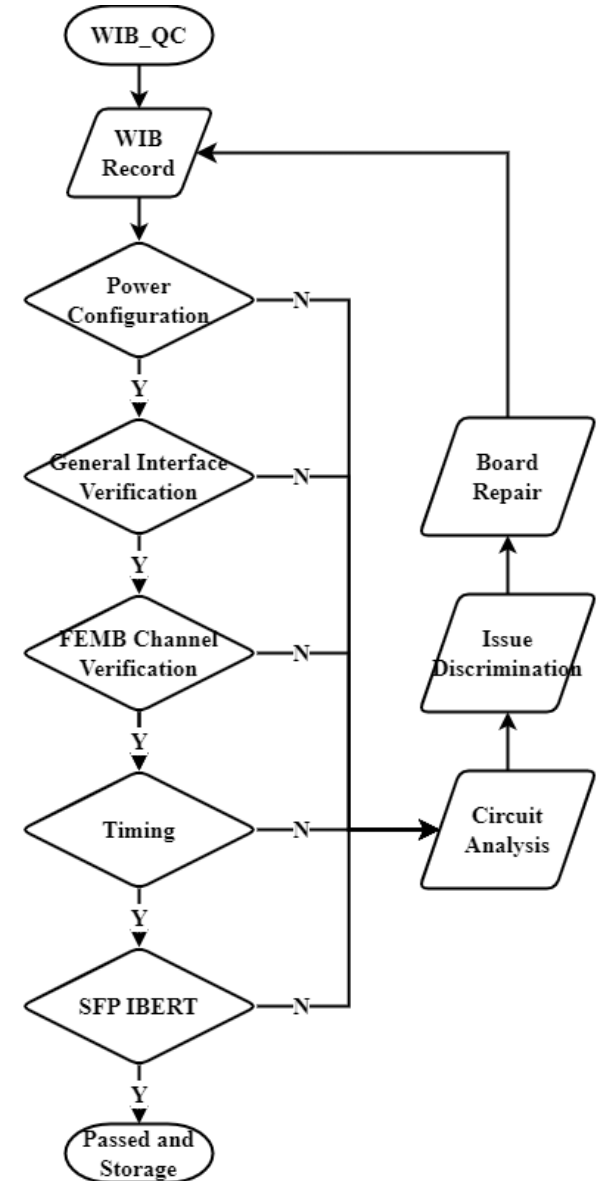 WIB_QC
WIB
Record
Power
Configuration
N
Y
General Interface
Verification
N
Y
FEMB Channel
Verification
N
Y
Timing
N
Y
SFP IBERT
N
Y
Passed and
Storage
Circuit
Analysis
Issue
Discrimination
Board
Repair